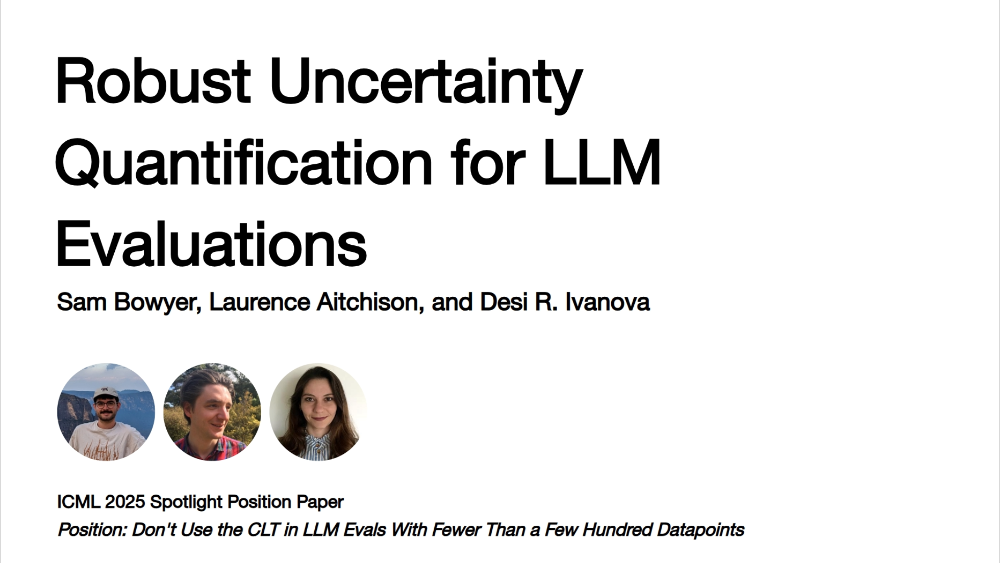 Robust Uncertainty
Quantification for LLM
Evaluations
Sam Bowyer, Laurence Aitchison, and Desi R. Ivanova
ICML 2025 Spotlight Position Paper
Position: Don't Use the CLT in LLM Evals With Fewer Than a Few Hundred Datapoints